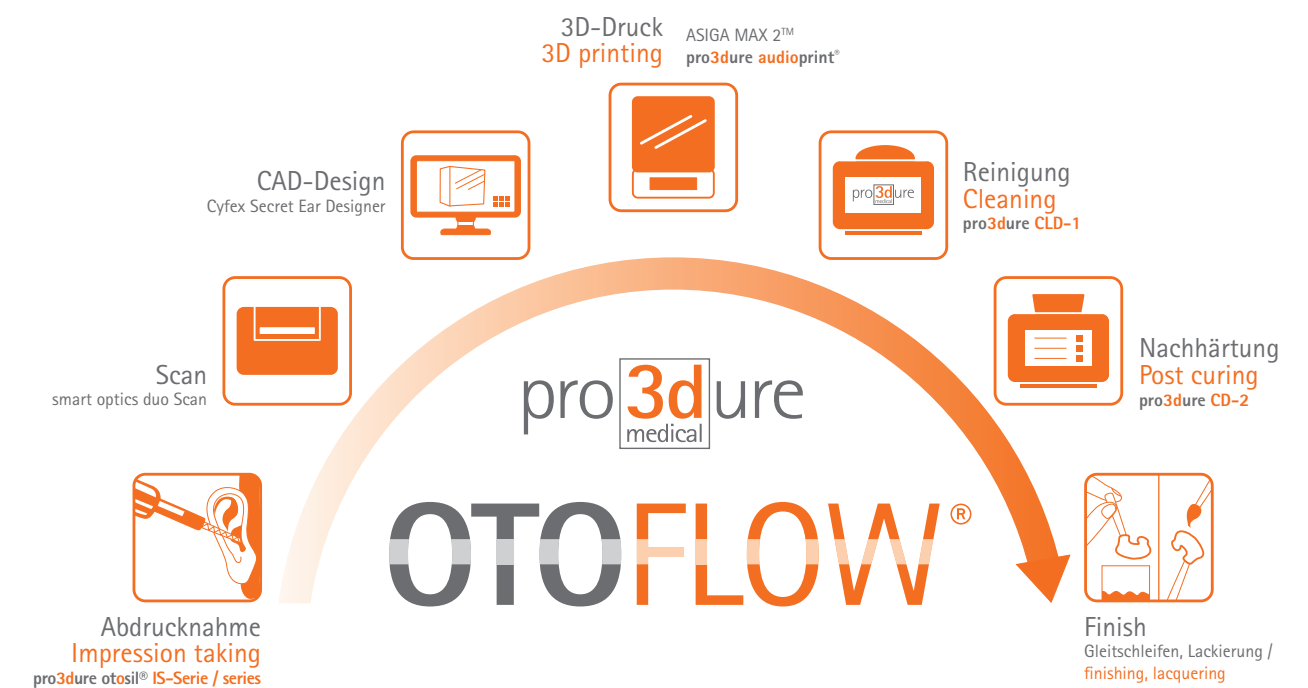 3D-Druck
3D printing
ASIGA MAX 2™
pro3dure audioprint®
CAD-Design
Cyfex Secret Ear Designer
pro3dure
medical
Reinigung
Cleaning
pro3dure CLD-1
Scan
smart optics duo Scan
Nachhärtung
Post curing
pro3dure CD-2
pro3dure
medical
OTOFLOW®
Abdrucknahme
Impression taking
pro3dure otosil® IS-Serie / series
Finish
Gleitschleifen, Lackierung /
finishing, lacquering